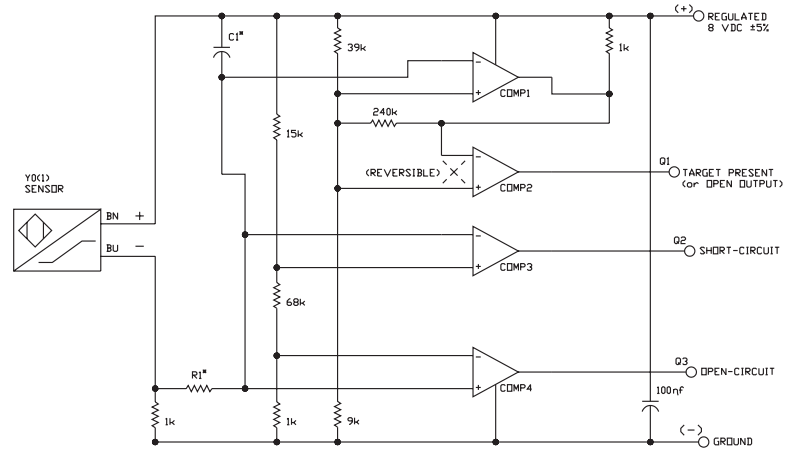 (+)
REGULATED
8 VDC ±5%
C1*
39k
1k
-
+
COMP1
240k
15k
Q1
-
TARGET PRESENT
(or OPEN OUTPUT)
(REVERSIBLE)
+
COMP2
Y0(1)
SENSOR
BN +
BU -
Q2
-
SHORT-CIRCUIT
+
COMP3
68k
Q3
-
OPEN-CIRCUIT
R1*
+
COMP4
100nf
1k
1k
9k
(-)
GROUND